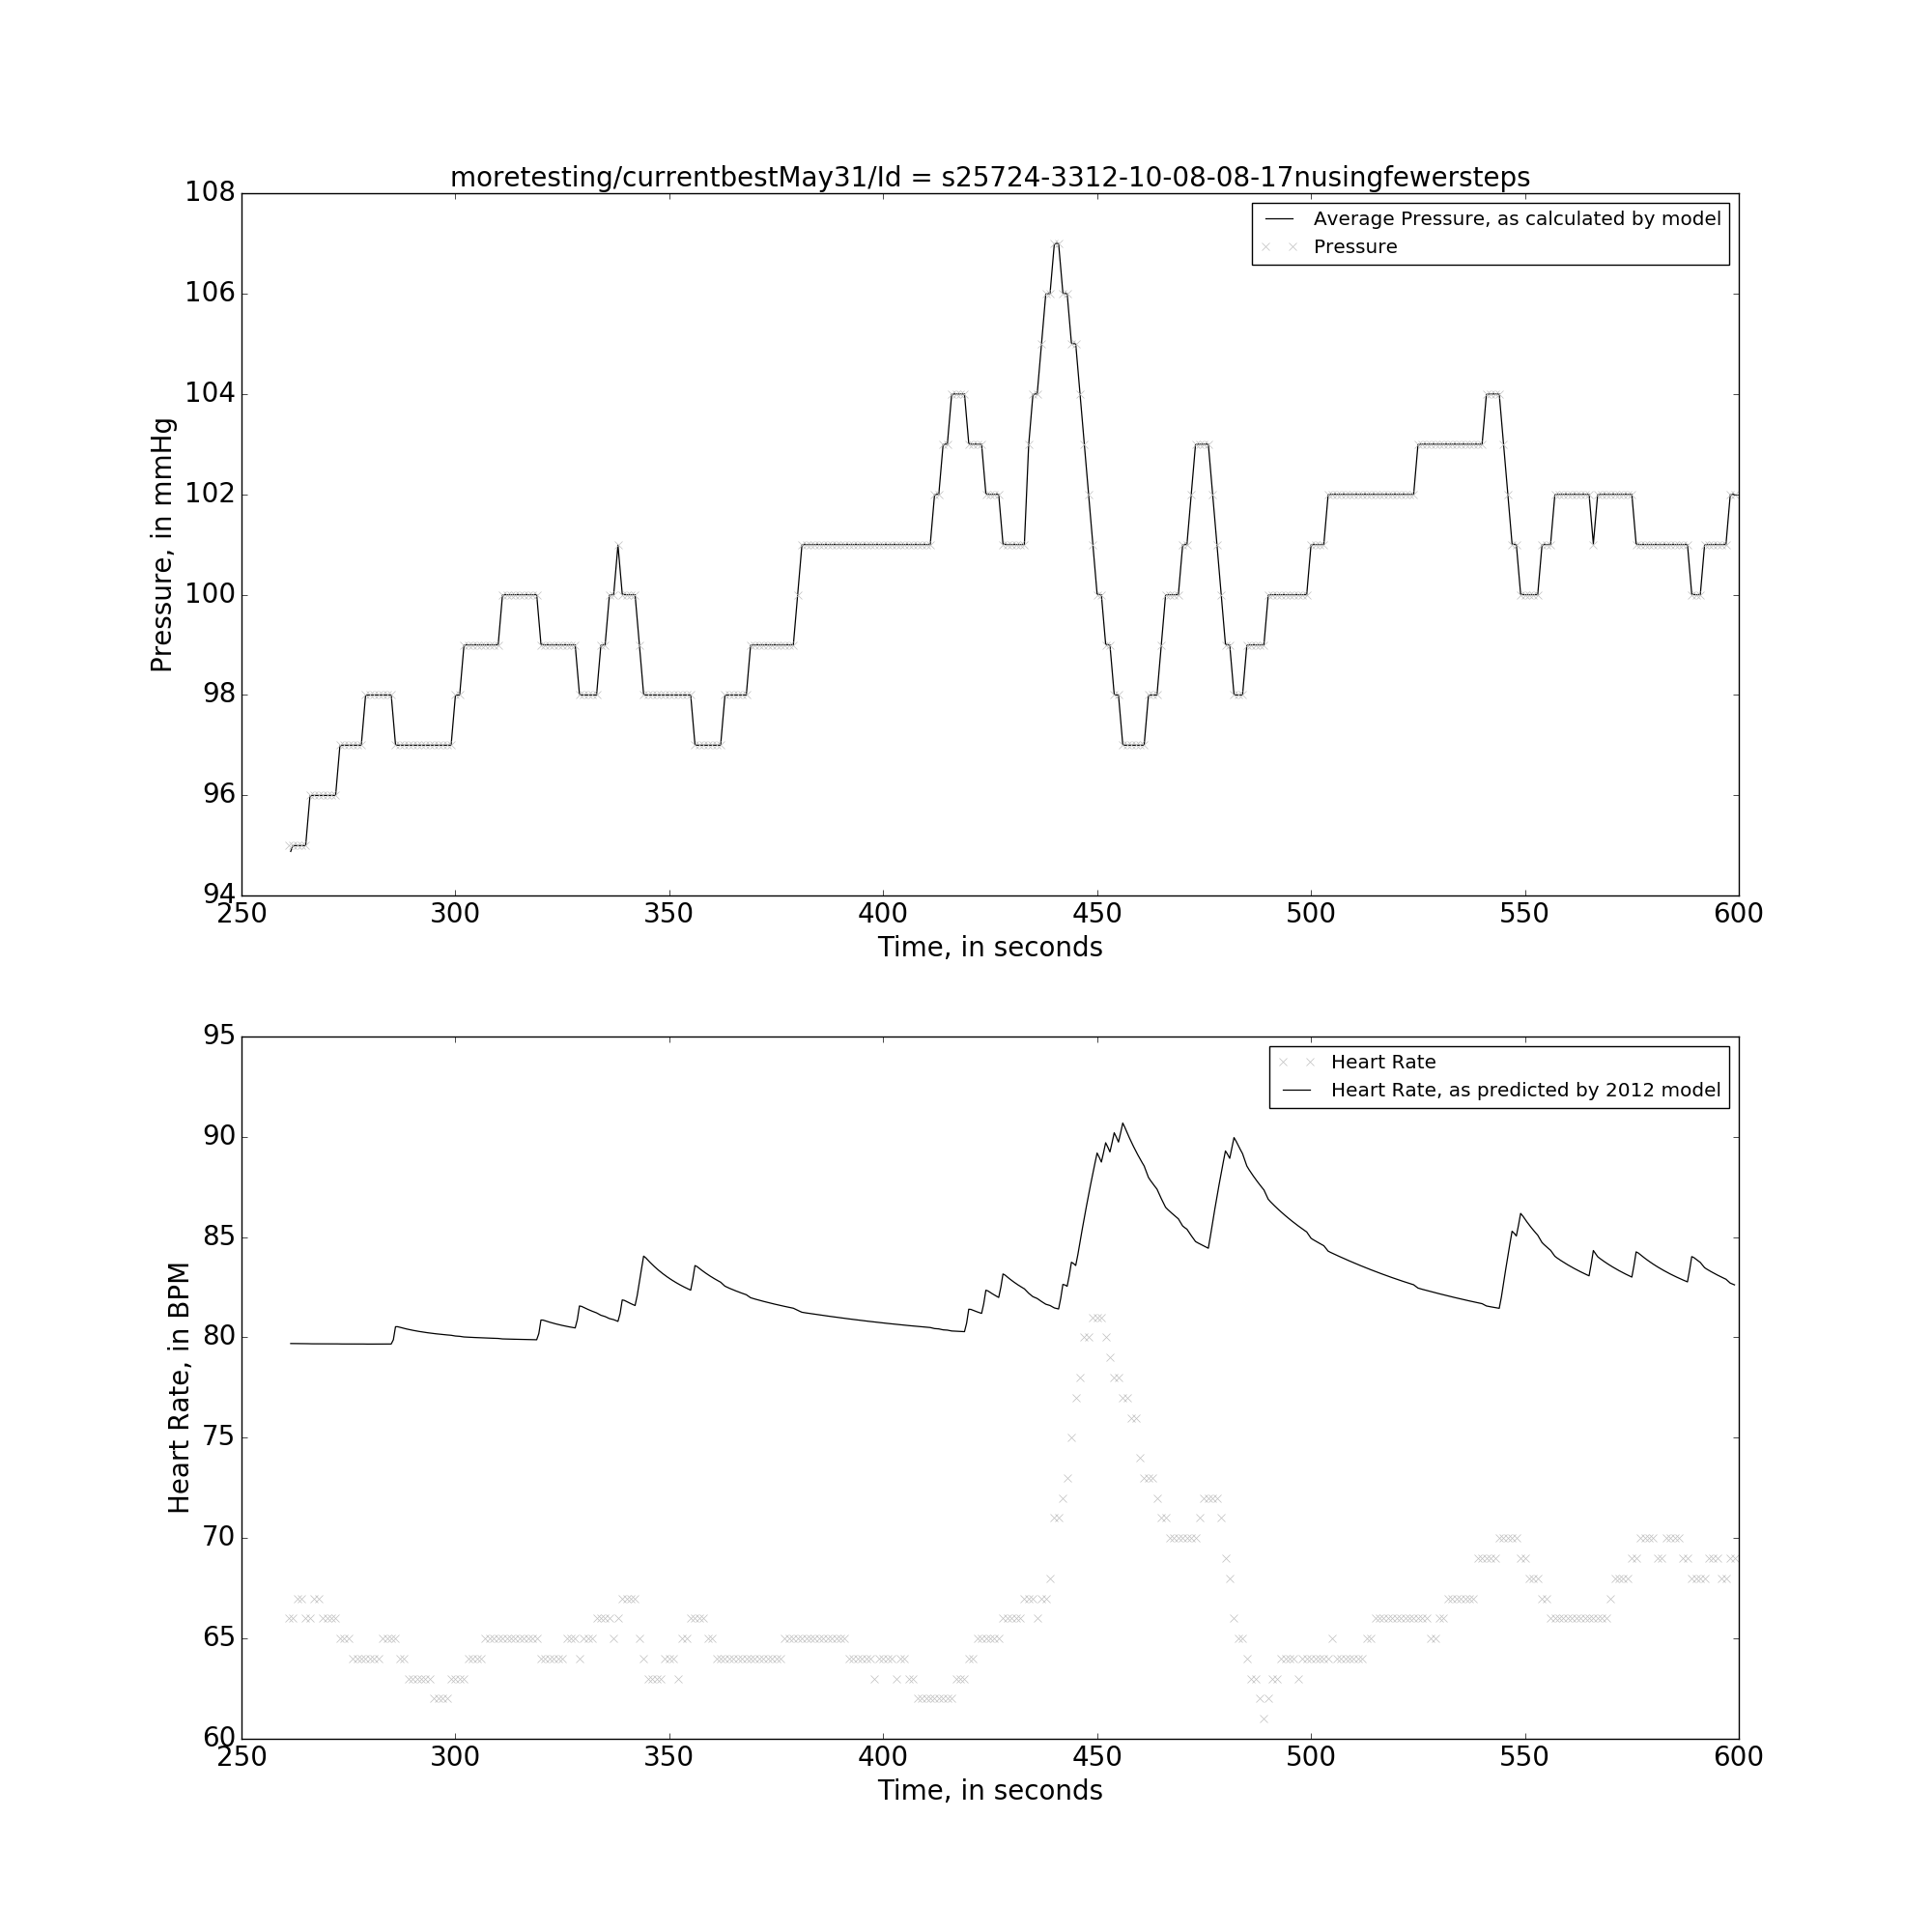 moretesting/currentbestMay31/Id = s25724-3312-10-08-08-17nusingfewersteps
108
106
104
102
100
98
96
94
Pressure, in mmHg
Average Pressure, as calculated by model
Pressure
250 300 350 400 450 500 550 600
Time, in seconds
95
90
85
80
75
70
65
60
Heart Rate, in BPM
Heart Rate
Heart Rate, as predicted by 2012 model
250 300 350 400 450 500 550 600
Time, in seconds